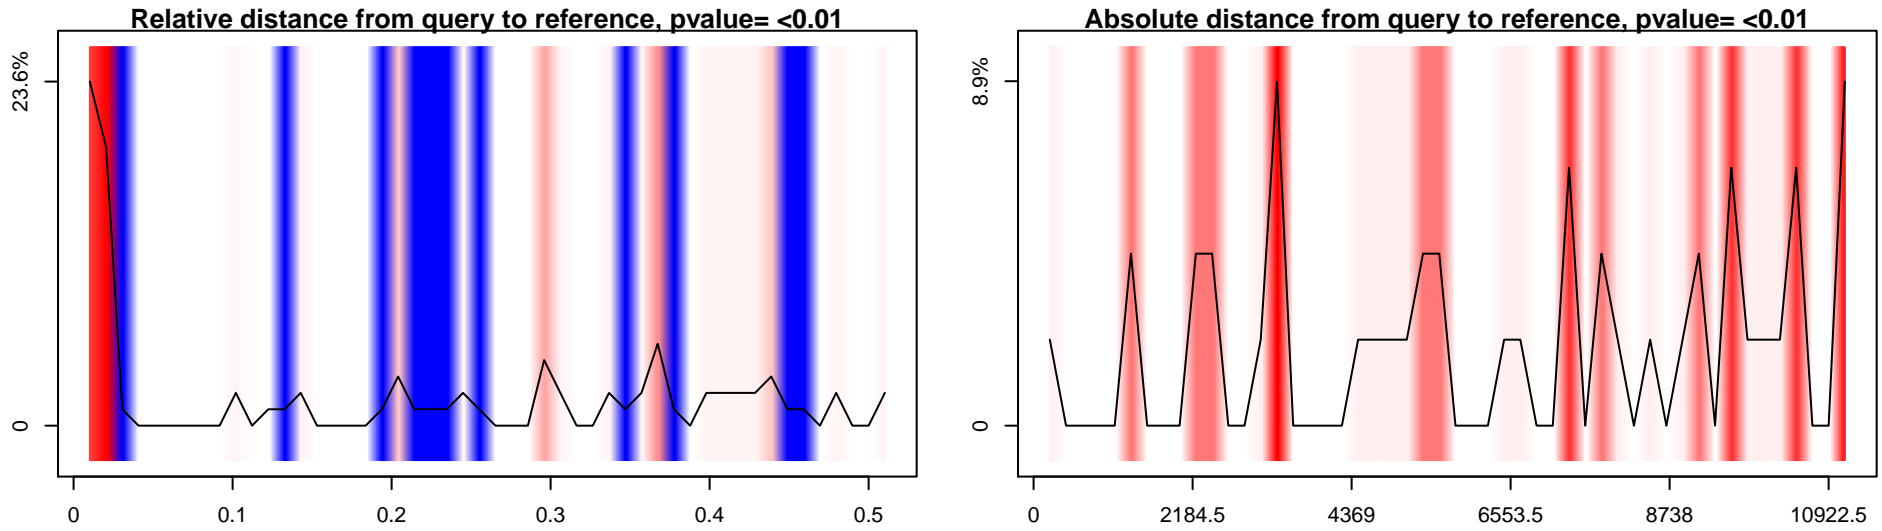 Relative distance from query to reference, pvalue= <0.01
23.6%
0
0 0.1 0.2 0.3 0.4 0.5
Absolute distance from query to reference, pvalue= <0.01
8.9%
0
0 2184.5 4369 6553.5 8738 10922.5